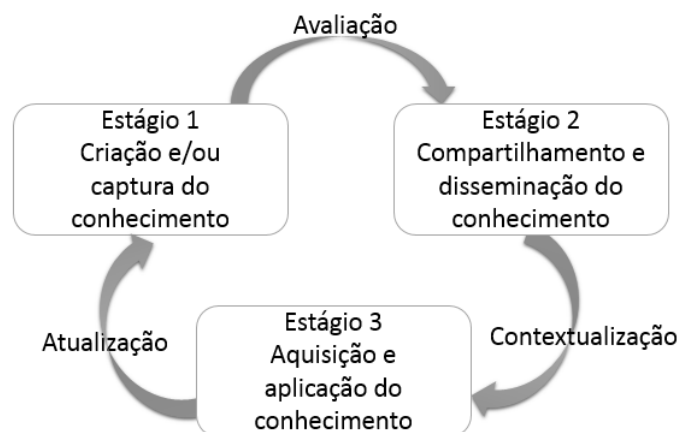 Avaliação
Estágio 1
Criação e/ou
captura do
conhecimento
Estágio 2
Compartilhamento e
disseminação do
conhecimento
Contextualização
Estágio 3
Aquisição e
aplicação do
conhecimento
Atualização